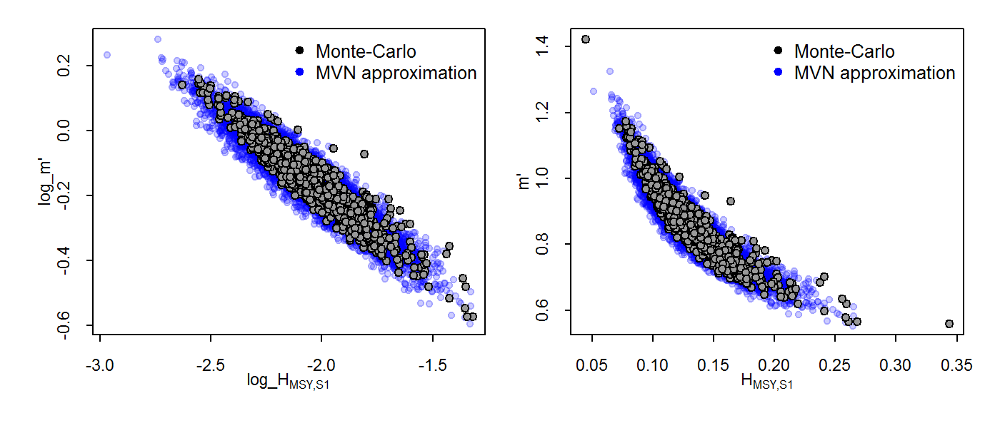 Monte-Carlo
MVN approximation
log_m'
0.2
0.0
-0.2
-0.4
-0.6
-3.0
-2.5
-2.0
-1.5
log_H_MSY,S1
Monte-Carlo
MVN approximation
m'
1.4
1.2
1.0
0.8
0.6
0.05
0.10
0.15
0.20
0.25
0.30
0.35
H_MSY,S1